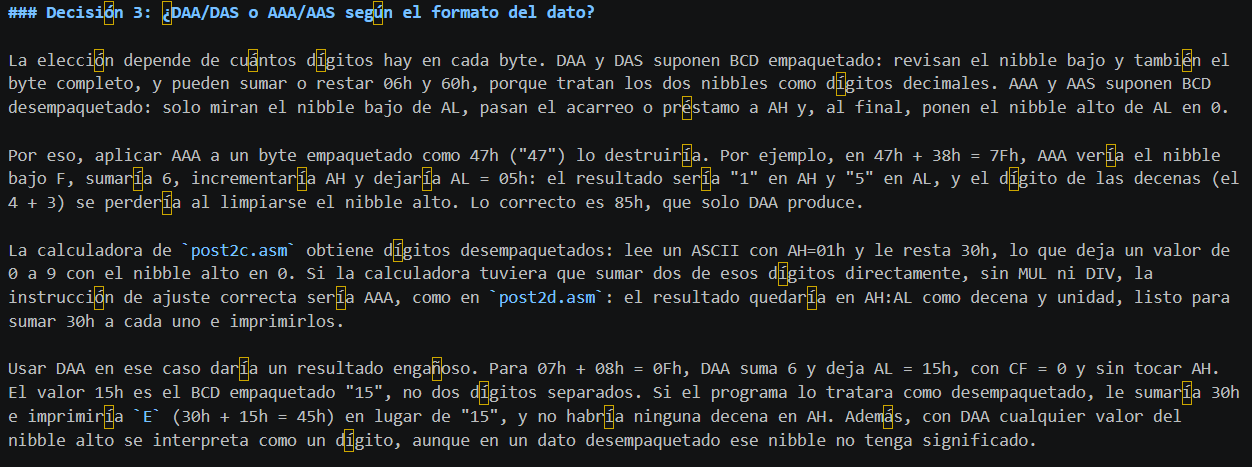 ### Decisión 3: ¿DAA/DAS o AAA/AAS según el formato del dato?
La elección depende de cuántos dígitos hay en cada byte. DAA y DAS suponen BCD empaquetado: revisan el nibble bajo y también el
byte completo, y pueden sumar o restar 06h y 60h, porque tratan los dos nibbles como dígitos decimales. AAA y AAS suponen BCD
desempaquetado: solo miran el nibble bajo de AL, pasan el acarreo o préstamo a AH y, al final, ponen el nibble alto de AL en 0.
Por eso, aplicar AAA a un byte empaquetado como 47h ("47") lo destruiría. Por ejemplo, en 47h + 38h = 7Fh, AAA vería el nibble
bajo F, sumaría 6, incrementaría AH y dejaría AL = 05h: el resultado sería "1" en AH y "5" en AL, y el dígito de las decenas (el
4 + 3) se perdería al limpiarse el nibble alto. Lo correcto es 85h, que solo DAA produce.
La calculadora de `post2c.asm` obtiene dígitos desempaquetados: lee un ASCII con AH=01h y le resta 30h, lo que deja un valor de
0 a 9 con el nibble alto en 0. Si la calculadora tuviera que sumar dos de esos dígitos directamente, sin MUL ni DIV, la
instrucción de ajuste correcta sería AAA, como en `post2d.asm`: el resultado quedaría en AH:AL como decena y unidad, listo para
sumar 30h a cada uno e imprimirlos.
Usar DAA en ese caso daría un resultado engañoso. Para 07h + 08h = 0Fh, DAA suma 6 y deja AL = 15h, con CF = 0 y sin tocar AH.
El valor 15h es el BCD empaquetado "15", no dos dígitos separados. Si el programa lo tratara como desempaquetado, le sumaría 30h
e imprimiría `E` (30h + 15h = 45h) en lugar de "15", y no habría ninguna decena en AH. Además, con DAA cualquier valor del
nibble alto se interpreta como un dígito, aunque en un dato desempaquetado ese nibble no tenga significado.